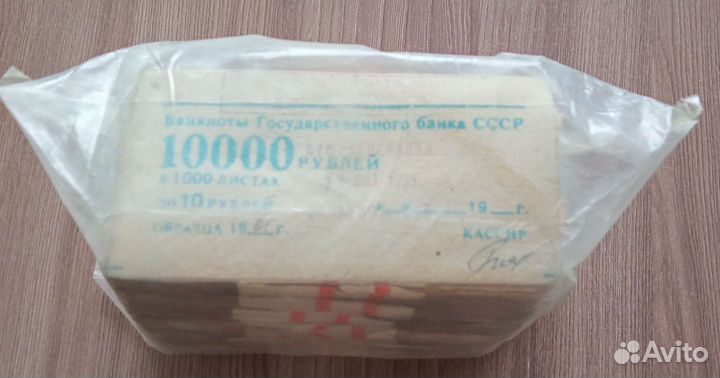 Банкноты Государственного банка СССР
10000 РУБЛЕЙ
в 1000 ЛИСТАХ
по 10 РУБЛЕЙ
19 г.
ОБРАЗЦА 19 г.
КАССИР
Avito